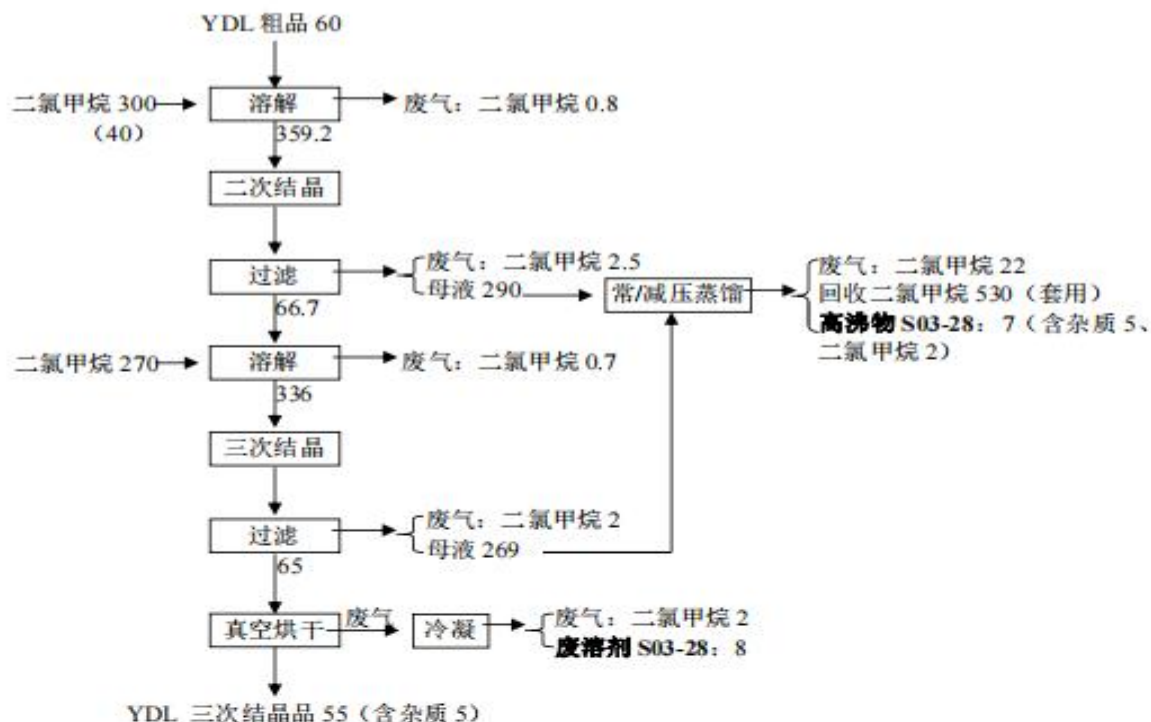 YDL 粗品 60
二氯甲烷 300
（40）
溶解
废气：二氯甲烷 0.8
359.2
二次结晶
过滤
废气：二氯甲烷 2.5
母液 290
常/减压蒸馏
废气：二氯甲烷 22
回收二氯甲烷 530（套用）
高沸物 S03-28：7（含杂质 5、
二氯甲烷 2）
66.7
二氯甲烷 270
溶解
废气：二氯甲烷 0.7
336
三次结晶
过滤
废气：二氯甲烷 2
母液 269
65
真空烘干
废气
冷凝
废气：二氯甲烷 2
废溶剂 S03-28：8
YDL 三次结晶品 55（含杂质 5）